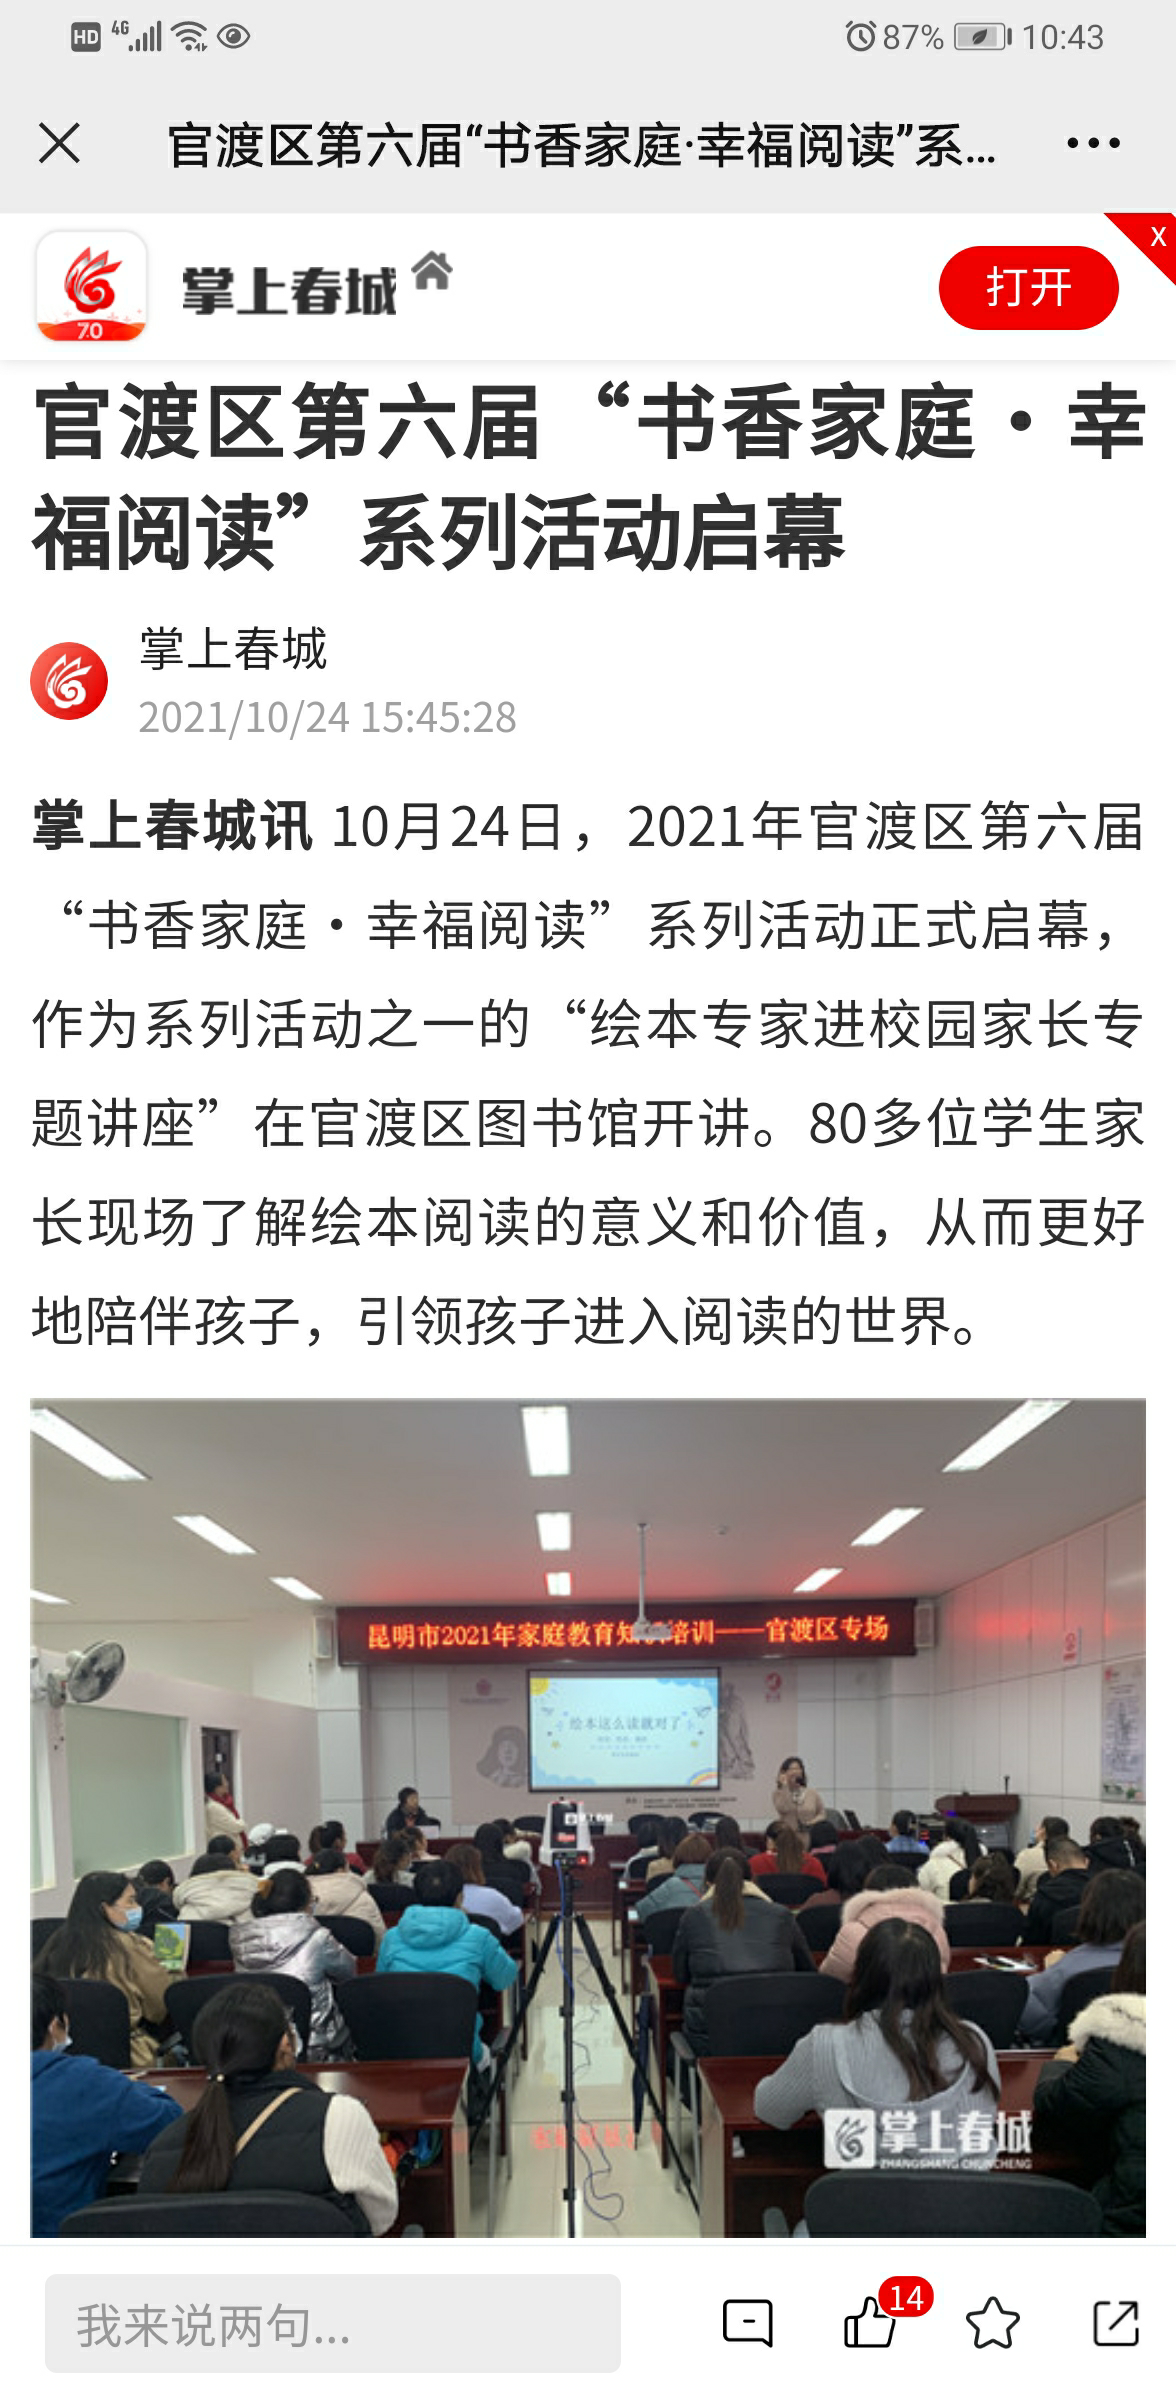 HD 4G 87% 10:43
官渡区第六届“书香家庭·幸福阅读”系...
x
7.0
掌上春城
打开
官渡区第六届“书香家庭·幸
福阅读”系列活动启幕
掌上春城
2021/10/24 15:45:28
掌上春城讯 10月24日，2021年官渡区第六届
“书香家庭·幸福阅读”系列活动正式启幕，
作为系列活动之一的“绘本专家进校园家长专
题讲座”在官渡区图书馆开讲。80多位学生家
长现场了解绘本阅读的意义和价值，从而更好
地陪伴孩子，引领孩子进入阅读的世界。
昆明市2021年家庭教育知 培训——官渡区专场
绘本这么读就对了
掌上春城
ZHANGSHANG CHUNCHENG
我来说两句...
14